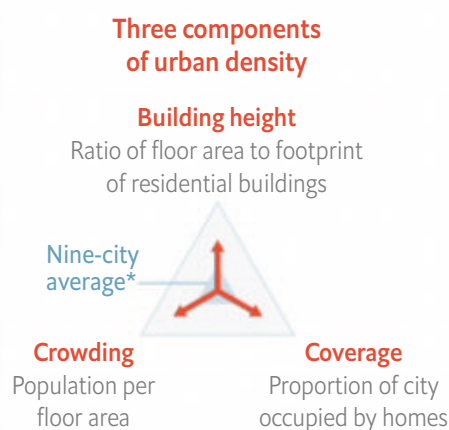 Three components
of urban density
Building height
Ratio of floor area to footprint
of residential buildings
Nine-city
average*
Crowding
Population per
floor area
Coverage
Proportion of city
occupied by homes